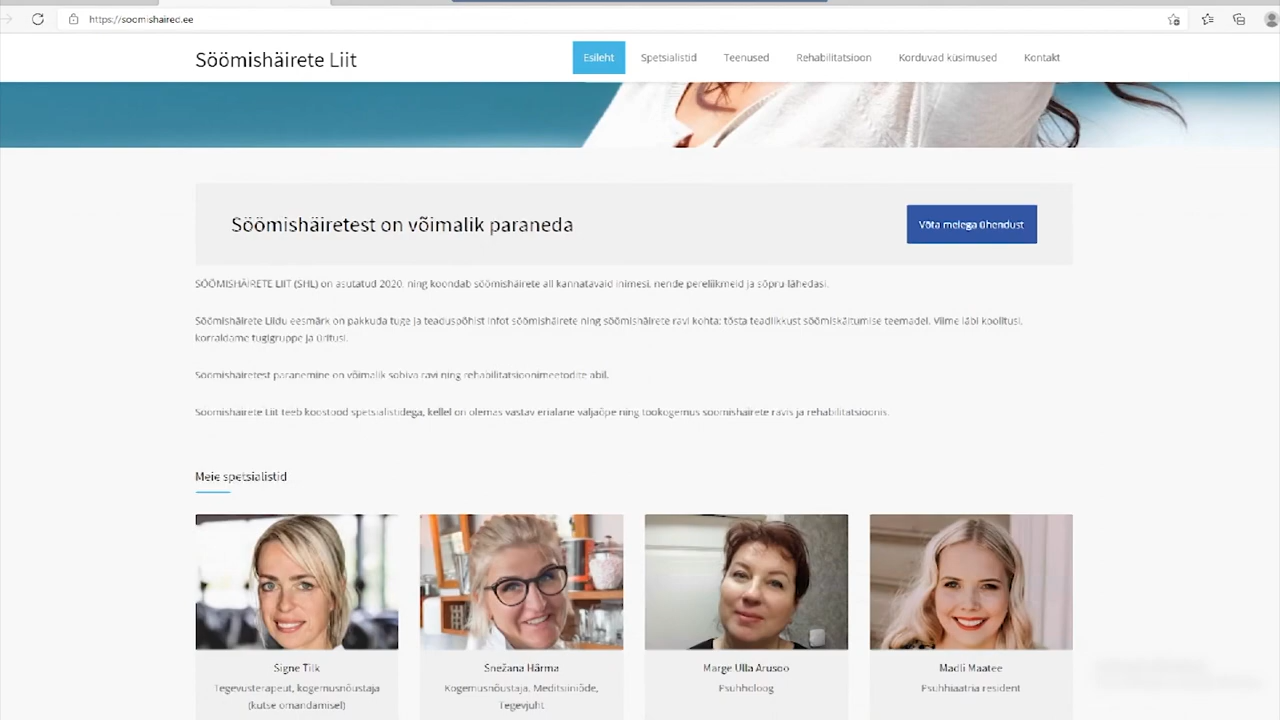 https://soomishaired.ee
Söömishäirete Liit
Esileht
Spetsialistid
Teenused
Rehabilitatsioon
Korduvad küsimused
Kontakt
Söömishäiretest on võimalik paraneda
Võta meiega ühendust
SÖÖMISHÄIRETE LIIT (SHL) on asutatud 2020, ning koondab söömishäirete all kannatavaid inimesi, nende pereliikmeid ja sõpru lähedasi.
Söömishäirete Liidu eesmärk on pakkuda tuge ja teaduspõhist infot söömishäirete ning söömishäirete ravi kohta; tõsta teadlikkust söömiskäitumise teemadel. Viime läbi koolitusi,
korraldame tugigruppe ja üritusi.
Söömishäiretest paranemine on võimalik sobiva ravi ning rehabilitatsioonimeetodite abil.
Söömishäirete Liit teeb koostööd spetsialistidega, kellel on olemas vastav erialane väljaõpe ning töökogemus söömishäirete ravis ja rehabilitatsioonis.
Meie spetsialistid
Signe Tilk
Tegevusterapeut, kogemusnõustaja
(kutse omandamisel)
Snežana Härma
Kogemusnõustaja, Meditsiiniõde,
Tegevjuht
Marge Ulla Arusoo
Psühholoog
Madli Maatee
Psühhiaatria resident